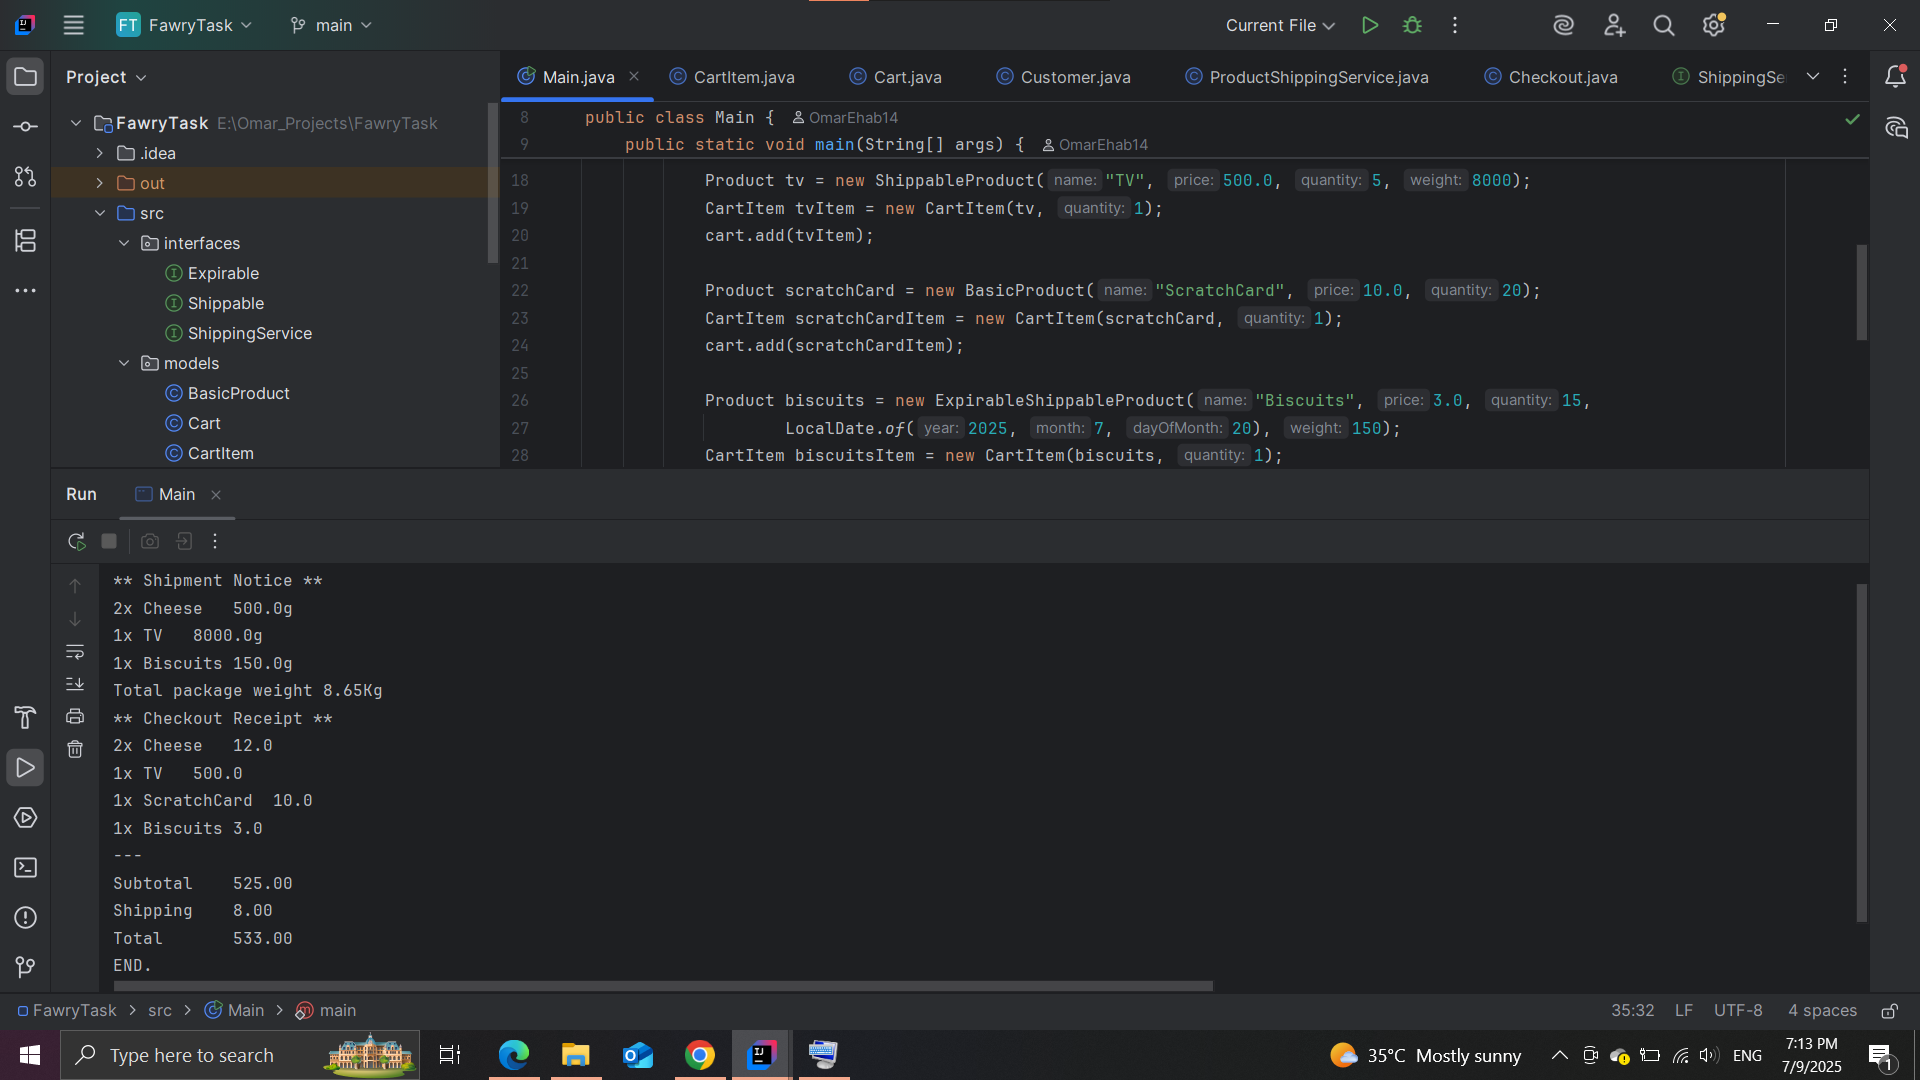 FT FawryTask main Current File
Project
Main.java CartItem.java Cart.java Customer.java ProductShippingService.java Checkout.java ShippingSe
FawryTask E:\Omar_Projects\FawryTask
.idea
out
src
interfaces
Expirable
Shippable
ShippingService
models
BasicProduct
Cart
CartItem
8 public class Main { OmarEhab14
9 public static void main(String[] args) { OmarEhab14
18 Product tv = new ShippableProduct( name: "TV", price: 500.0, quantity: 5, weight: 8000);
19 CartItem tvItem = new CartItem(tv, quantity: 1);
20 cart.add(tvItem);
21
22 Product scratchCard = new BasicProduct( name: "ScratchCard", price: 10.0, quantity: 20);
23 CartItem scratchCardItem = new CartItem(scratchCard, quantity: 1);
24 cart.add(scratchCardItem);
25
26 Product biscuits = new ExpirableShippableProduct( name: "Biscuits", price: 3.0, quantity: 15,
27 LocalDate.of( year: 2025, month: 7, dayOfMonth: 20), weight: 150);
28 CartItem biscuitsItem = new CartItem(biscuits, quantity: 1);
Run Main
** Shipment Notice **
2x Cheese 500.0g
1x TV 8000.0g
1x Biscuits 150.0g
Total package weight 8.65Kg
** Checkout Receipt **
2x Cheese 12.0
1x TV 500.0
1x ScratchCard 10.0
1x Biscuits 3.0
---
Subtotal 525.00
Shipping 8.00
Total 533.00
END.
FawryTask > src > Main > main 35:32 LF UTF-8 4 spaces
Type here to search 35°C Mostly sunny ENG 7:13 PM
7/9/2025 1